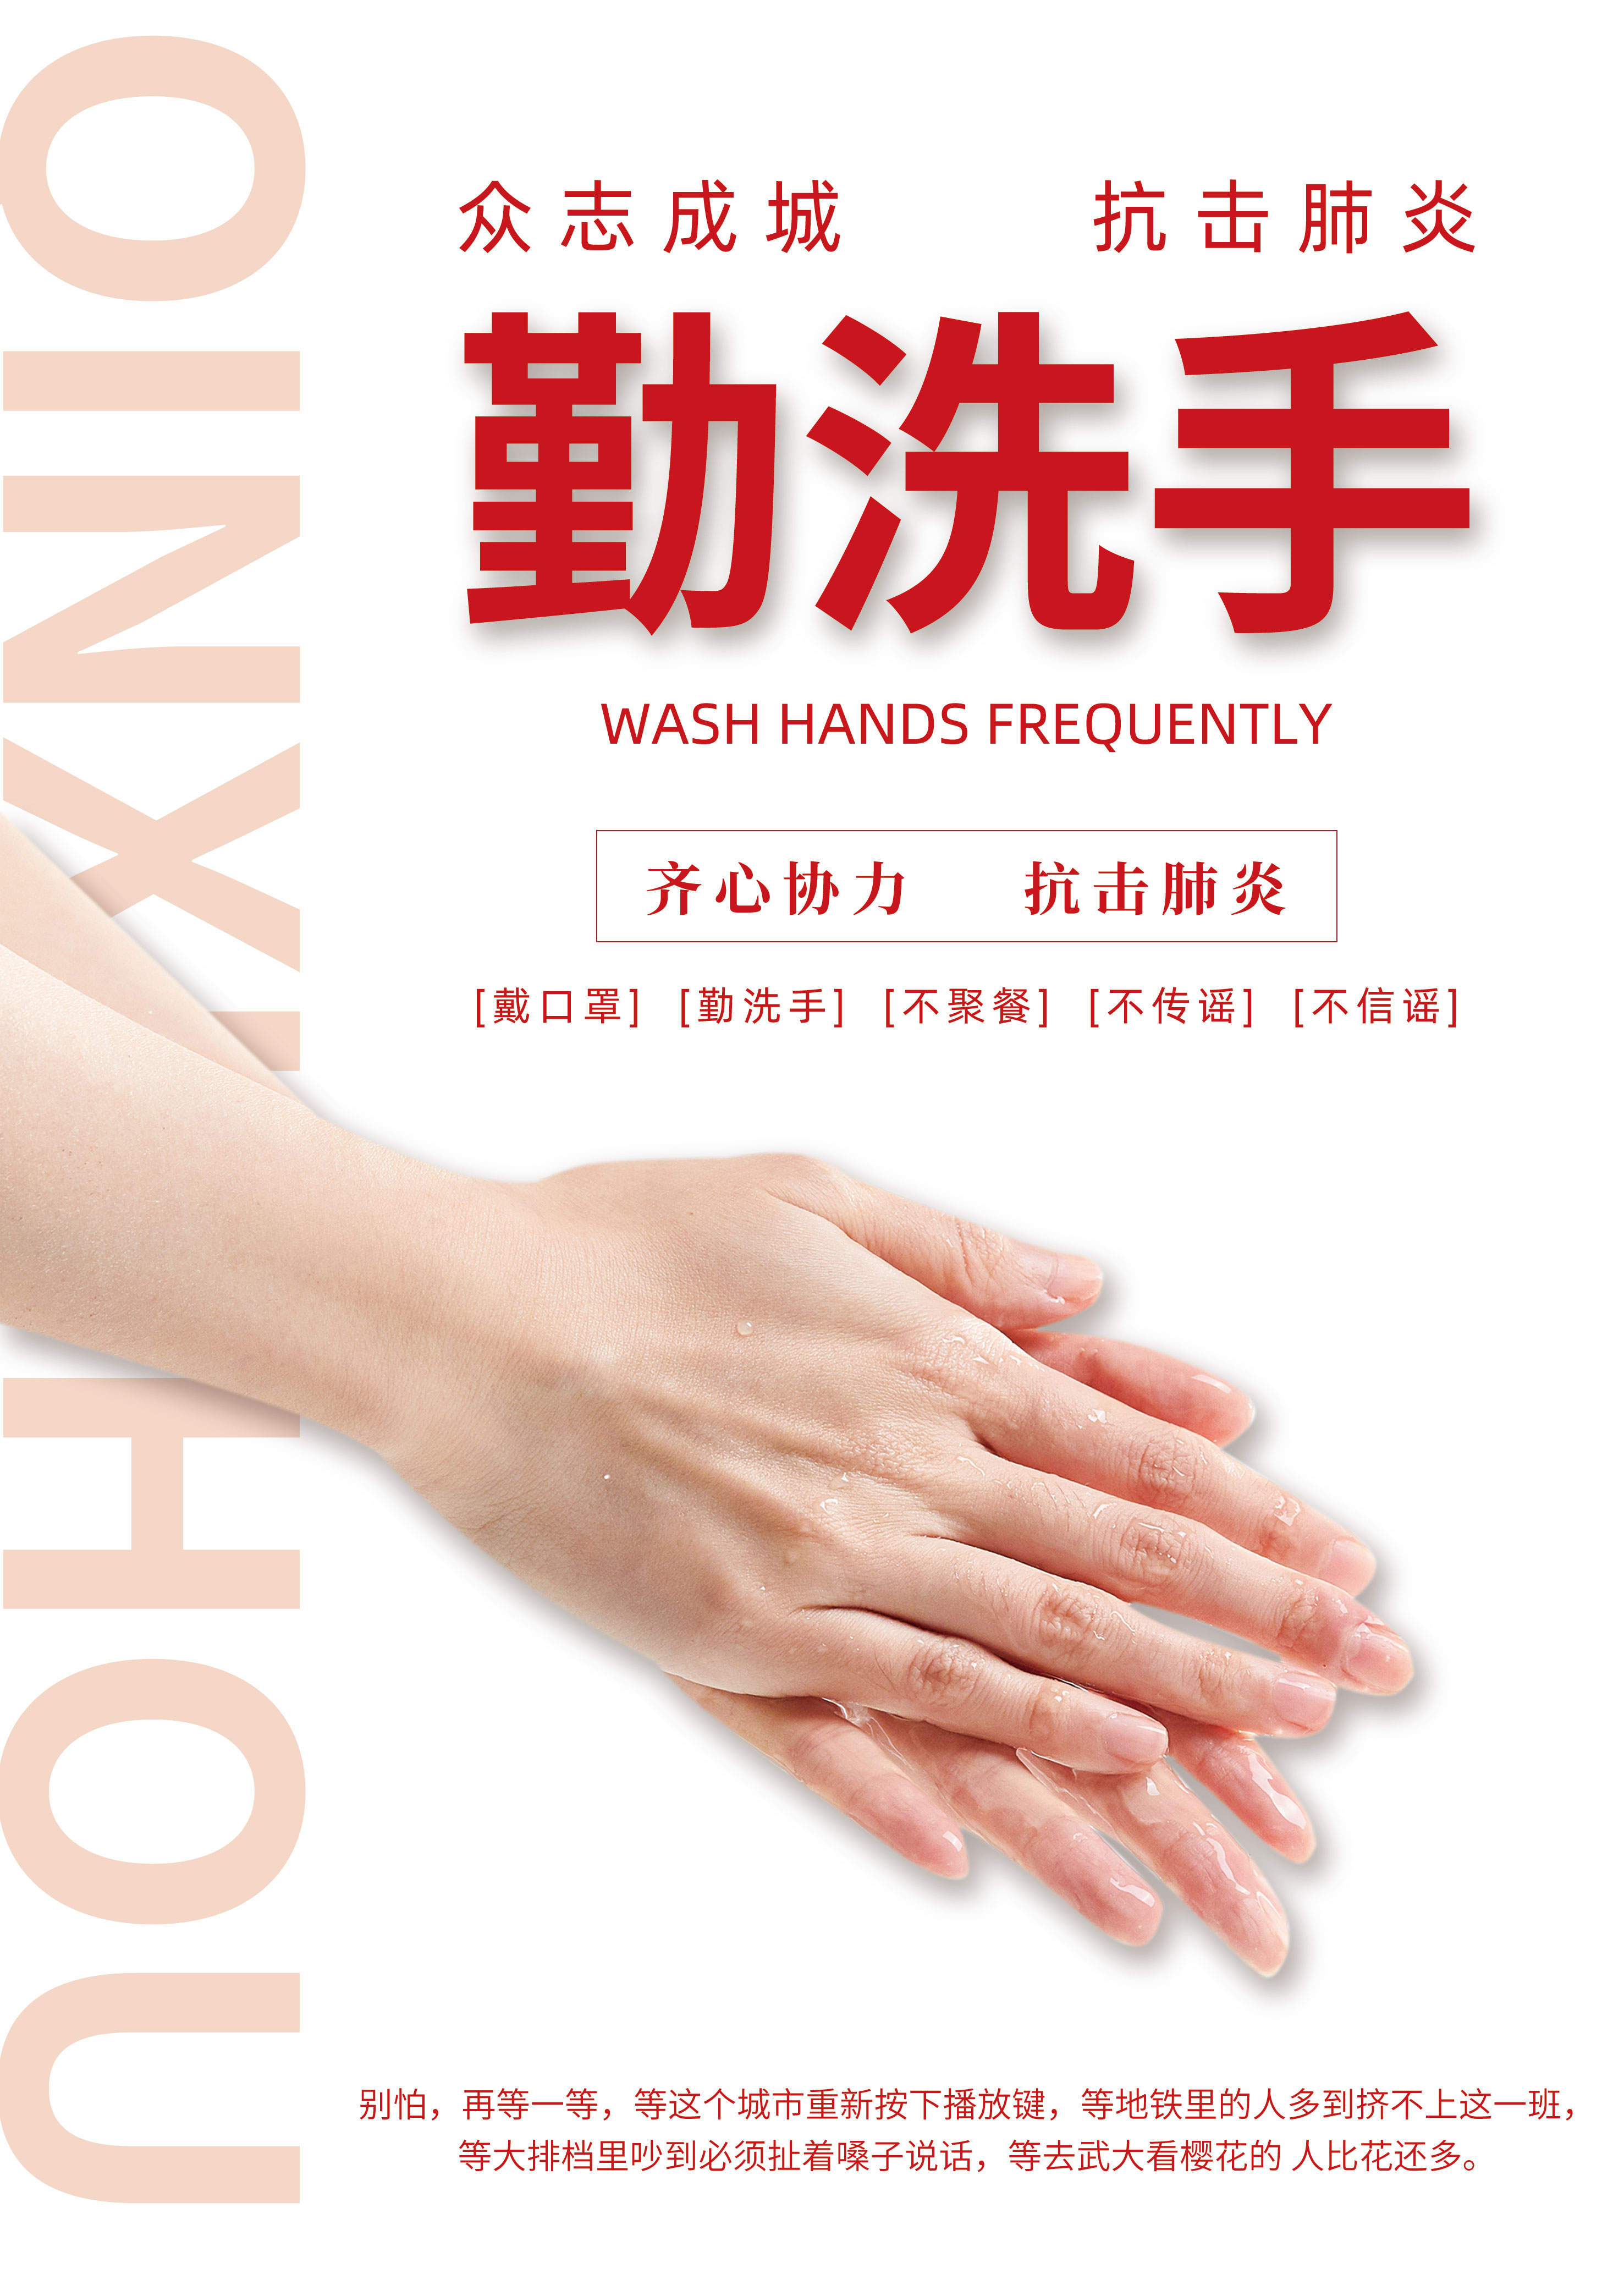 众志成城 抗击肺炎
勤洗手
WASH HANDS FREQUENTLY
齐心协力 抗击肺炎
[戴口罩] [勤洗手] [不聚餐] [不传谣] [不信谣]
别怕，再等一等，等这个城市重新按下播放键，等地铁里的人多到挤不上这一班，
等大排档里吵到必须扯着嗓子说话，等去武大看樱花的 人比花还多。
QINXI HOU